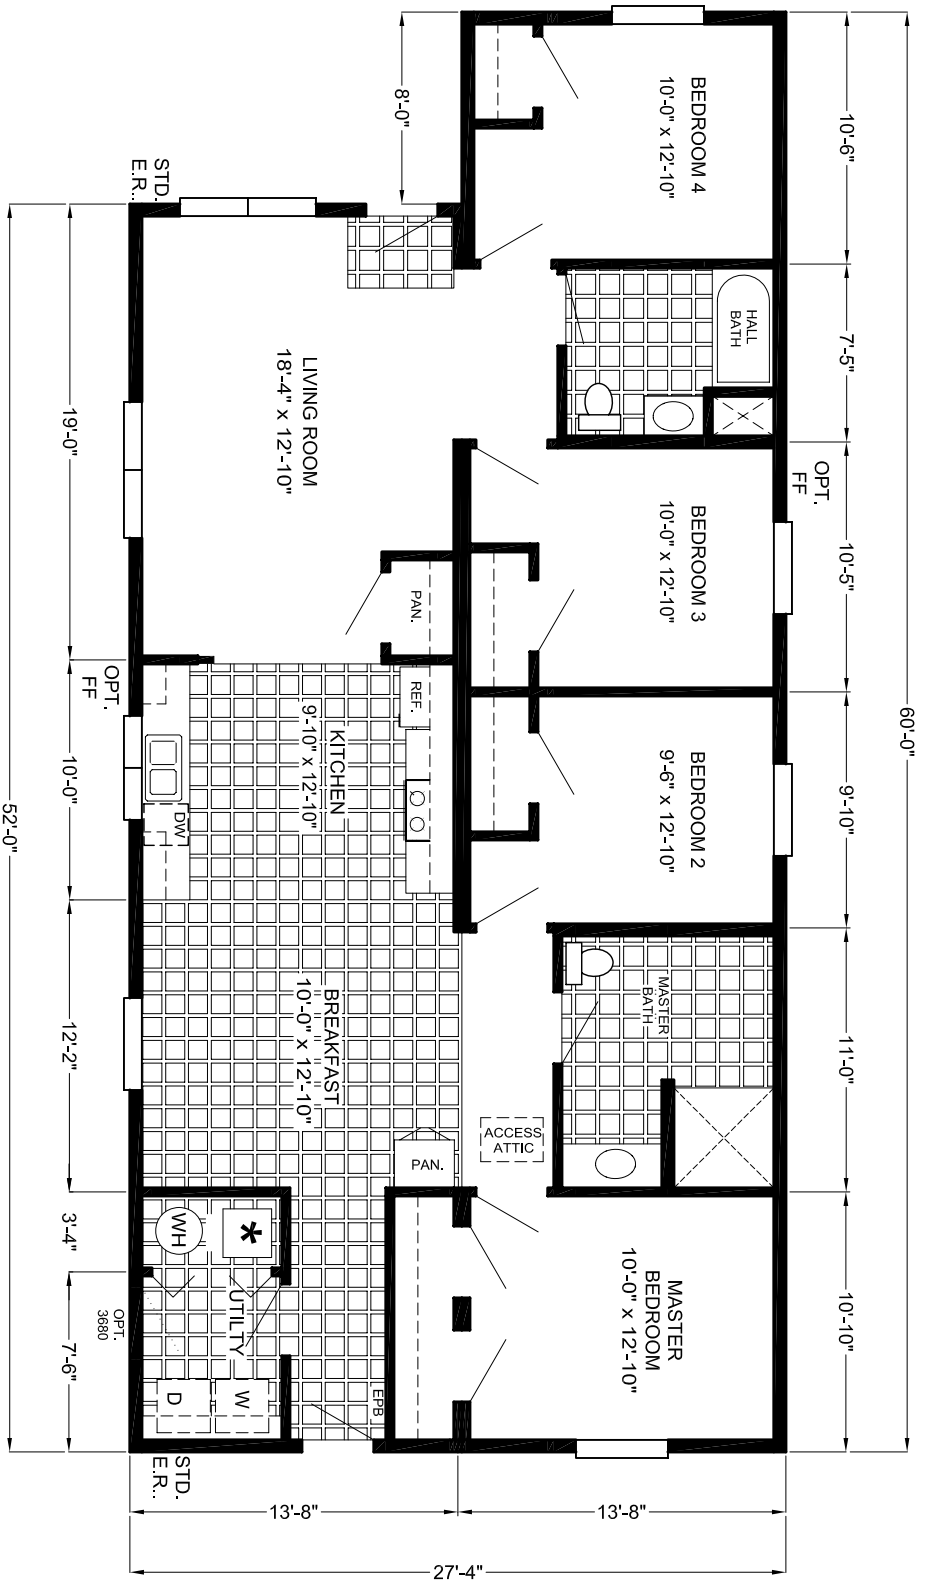 60'-0"
10'-6"
7'-5"
10'-5"
9'-10"
11'-0"
10'-10"
OPT.
FF
8'-0"
BEDROOM 4
10'-0" x 12'-10"
HALL
BATH
X
BEDROOM 3
10'-0" x 12'-10"
BEDROOM 2
9'-6" x 12'-10"
MASTER
BATH
MASTER
BEDROOM
10'-0" x 12'-10"
ACCESS
ATTIC
STD.
E.R..
LIVING ROOM
18'-4" x 12'-10"
PAN.
REF.
KITCHEN
9'-10" x 12'-10"
DW
BREAKFAST
10'-0" x 12'-10"
PAN.
EPB
WH
*
UTILTY
W
D
STD.
E.R..
OPT.
FF
OPT.
3680
19'-0"
10'-0"
12'-2"
3'-4"
7'-6"
52'-0"
13'-8"
13'-8"
27'-4"